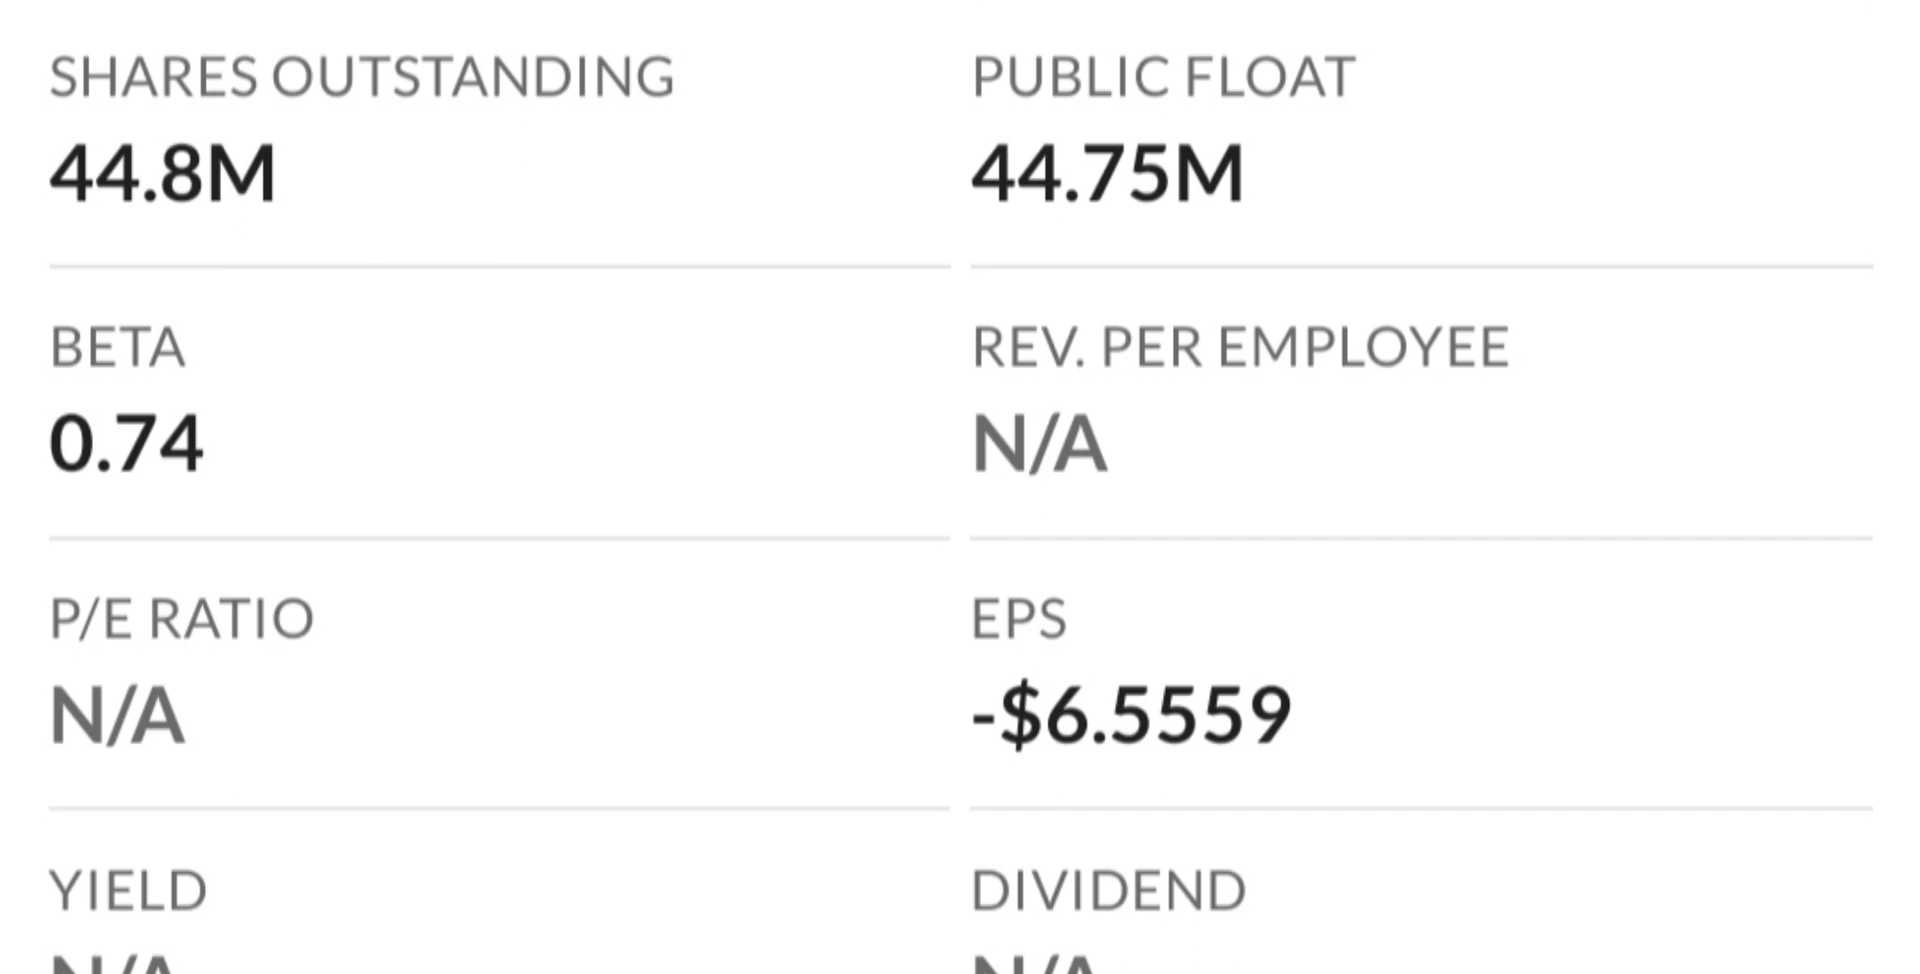 SHARES OUTSTANDING
44.8M
PUBLIC FLOAT
44.75M
BETA
0.74
REV. PER EMPLOYEE
N/A
P/E RATIO
N/A
EPS
-$6.5559
YIELD
N/A
DIVIDEND
N/A